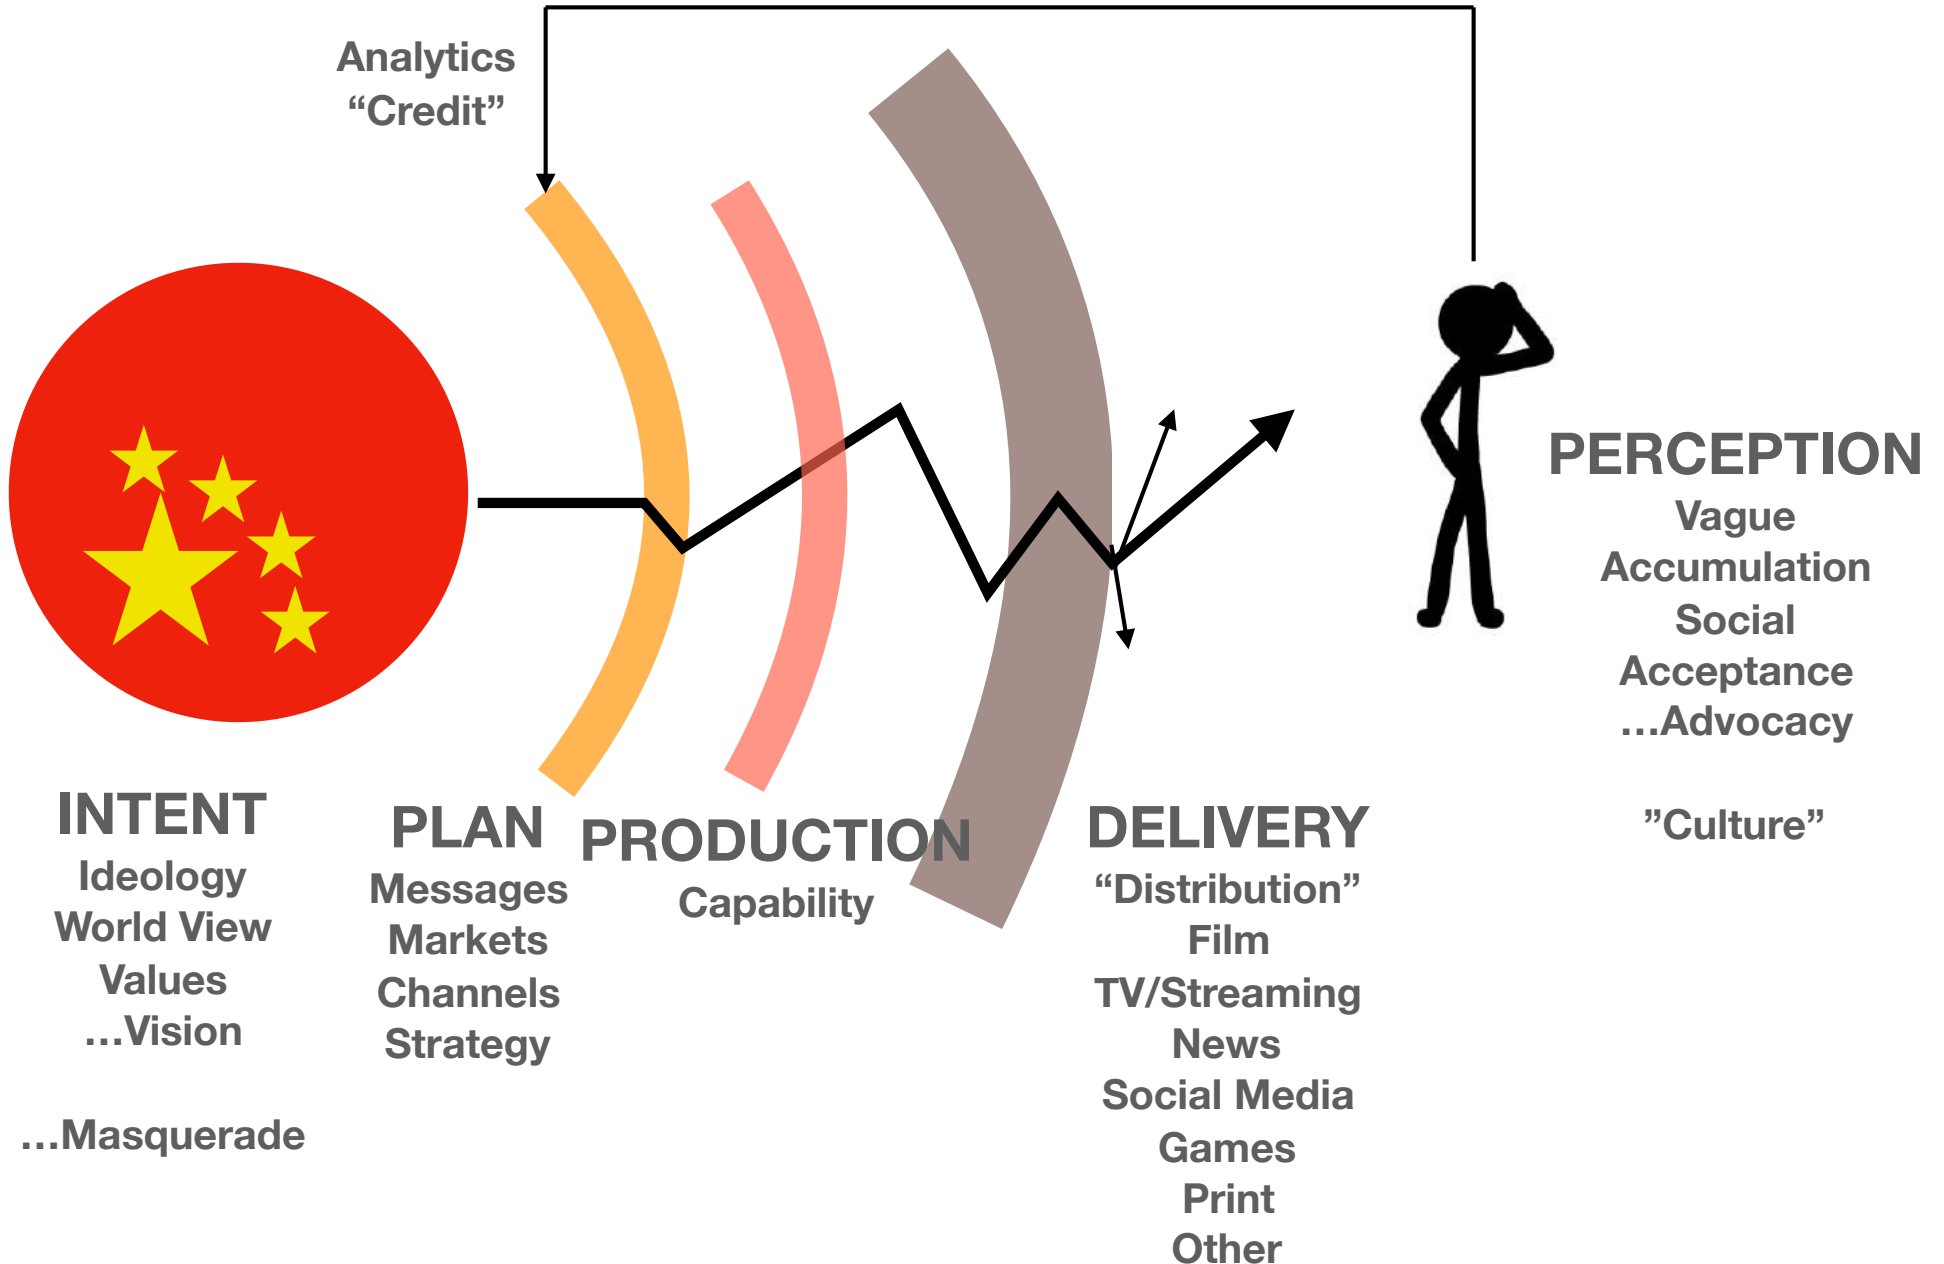 Analytics
“Credit”
INTENT
Ideology
World View
Values
…Vision
…Masquerade
PLAN
Messages
Markets
Channels
Strategy
PRODUCTION
Capability
DELIVERY
“Distribution”
Film
TV/Streaming
News
Social Media
Games
Print
Other
PERCEPTION
Vague
Accumulation
Social
Acceptance
…Advocacy
”Culture”